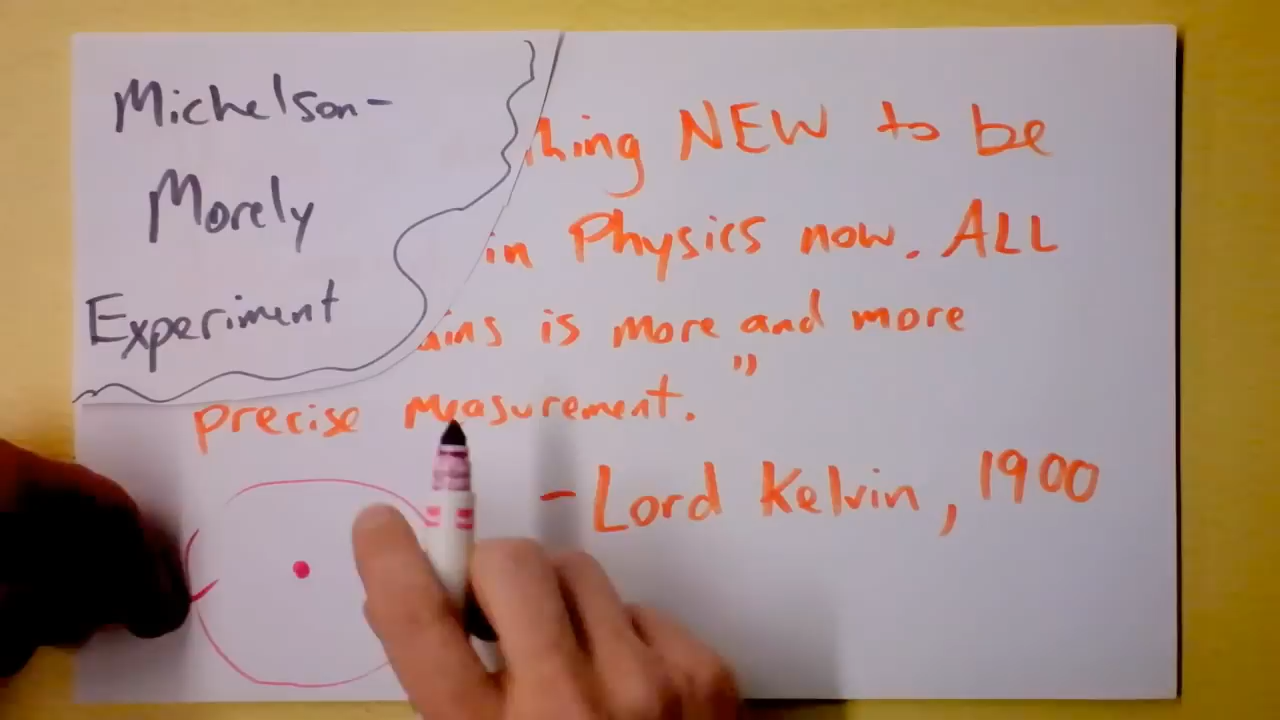 Michelson-
Morely
Experiment
thing NEW to be
in Physics now. ALL
ains is more and more
precise measurement."
-Lord Kelvin, 1900